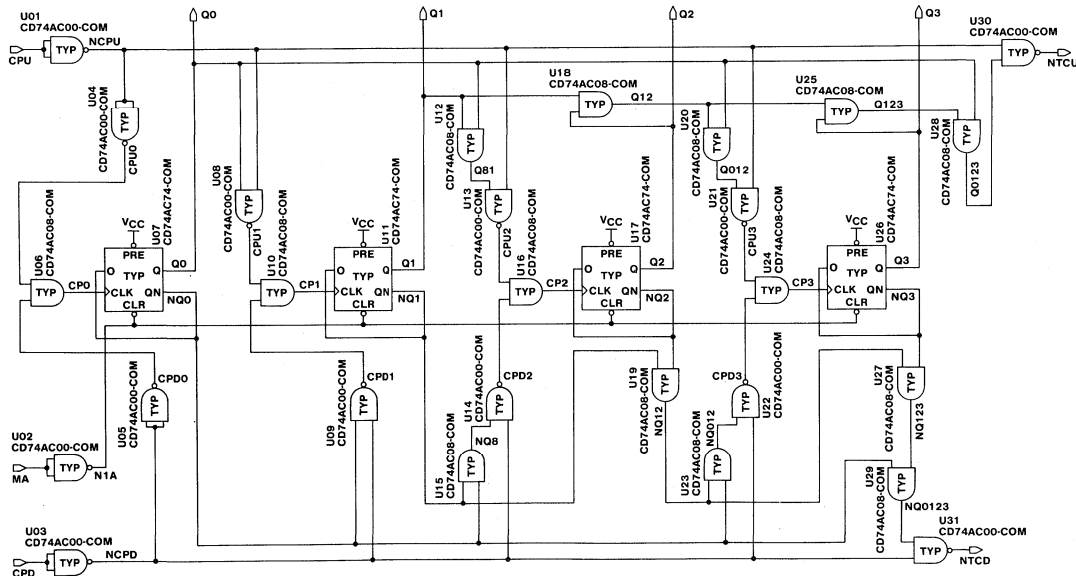 Q0
Q1
Q2
Q3
U01
CD74AC00-COM
TYP
NCPU
CPU
U30
CD74AC00-COM
TYP
NTCU
U04
CD74AC00-COM
TYP
CPU0
U18
CD74AC08-COM
TYP
Q12
U25
CD74AC08-COM
TYP
Q123
U12
CD74AC08-COM
TYP
Q81
U20
CD74AC08-COM
TYP
Q012
U28
CD74AC08-COM
TYP
Q0123
U08
CD74AC00-COM
TYP
CPU1
U13
CD74AC00-COM
TYP
CPU2
U21
CD74AC00-COM
TYP
CPU3
U06
CD74AC08-COM
TYP
CP0
VCC
U07
CD74AC74-COM
PRE
O
Q
TYP
CLK
QN
CLR
Q0
NQ0
U10
CD74AC08-COM
TYP
CP1
VCC
U11
CD74AC74-COM
PRE
O
Q
TYP
CLK
QN
CLR
Q1
NQ1
U16
CD74AC08-COM
TYP
CP2
VCC
U17
CD74AC74-COM
PRE
O
Q
TYP
CLK
QN
CLR
Q2
NQ2
U24
CD74AC08-COM
TYP
CP3
VCC
U26
CD74AC74-COM
PRE
O
Q
TYP
CLK
QN
CLR
Q3
NQ3
U05
CD74AC00-COM
TYP
CPD0
U09
CD74AC00-COM
TYP
CPD1
U14
CD74AC00-COM
TYP
CPD2
U19
CD74AC08-COM
TYP
NQ12
U22
CD74AC00-COM
TYP
CPD3
U27
CD74AC08-COM
TYP
NQ123
U02
CD74AC00-COM
TYP
MA
N1A
U15
CD74AC08-COM
TYP
NQ8
U23
CD74AC08-COM
TYP
NQ012
U29
CD74AC08-COM
TYP
NQ0123
U03
CD74AC00-COM
TYP
CPD
NCPD
U31
CD74AC00-COM
TYP
NTCD